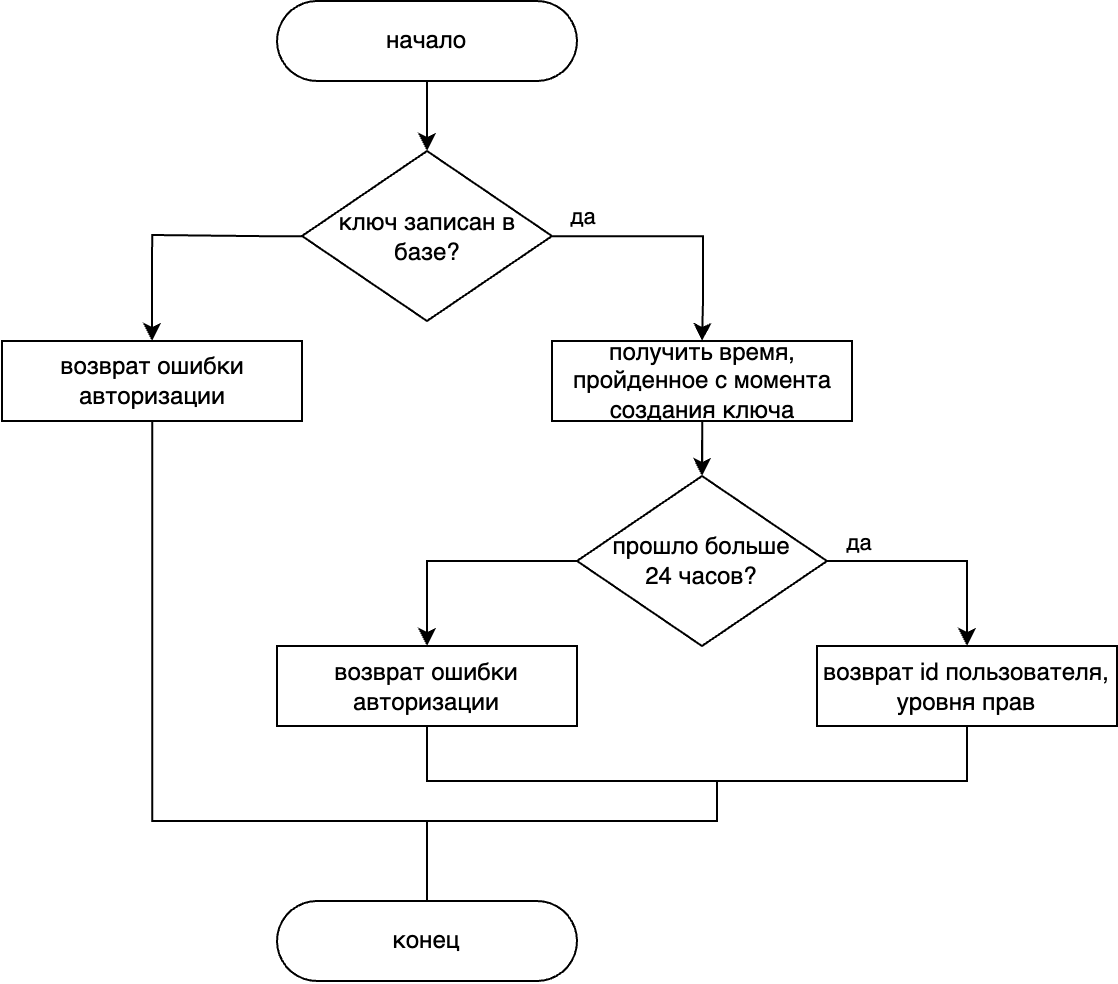 начало
ключ записан в
базе?
да
возврат ошибки
авторизации
получить время,
пройденное с момента
создания ключа
прошло больше
24 часов?
да
возврат ошибки
авторизации
возврат id пользователя,
уровня прав
конец